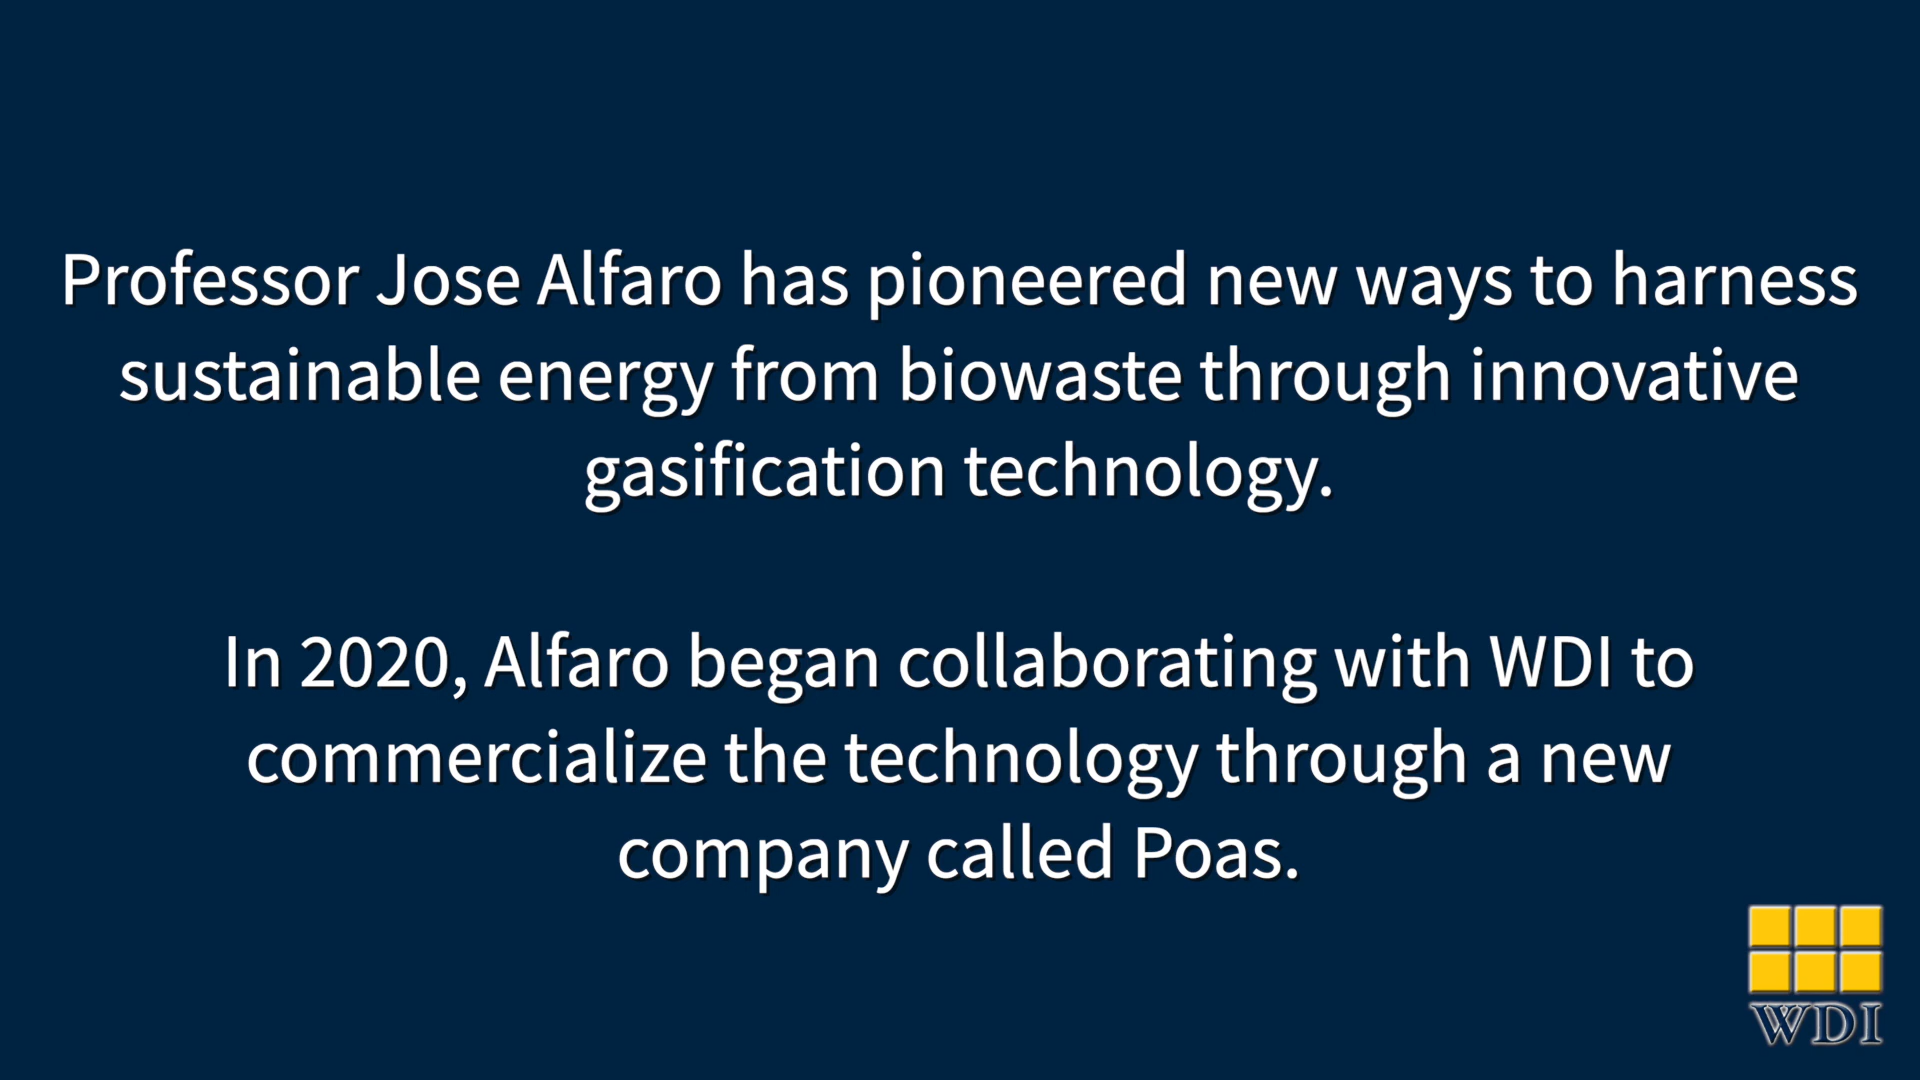 Professor Jose Alfaro has pioneered new ways to harness
sustainable energy from biowaste through innovative
gasification technology.
In 2020, Alfaro began collaborating with WDI to
commercialize the technology through a new
company called Poas.
WDI